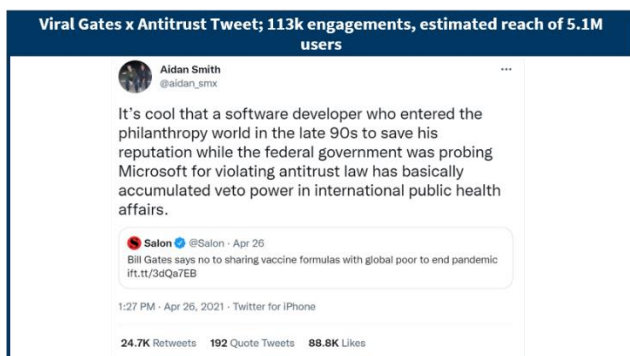 Viral Gates x Antitrust Tweet; 113k engagements, estimated reach of 5.1M
users
Aidan Smith
@aidan_smx
It's cool that a software developer who entered the
philanthropy world in the late 90s to save his
reputation while the federal government was probing
Microsoft for violating antitrust law has basically
accumulated veto power in international public health
affairs.
Salon @Salon · Apr 26
Bill Gates says no to sharing vaccine formulas with global poor to end pandemic
ift.tt/3dQa7EB
1:27 PM · Apr 26, 2021 · Twitter for iPhone
24.7K Retweets 192 Quote Tweets 88.8K Likes